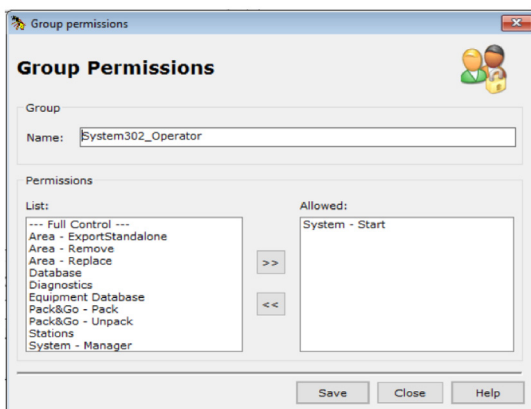 Group permissions
Group Permissions
Group
Name: System302_Operator
Permissions
List:
--- Full Control ---
Area - ExportStandalone
Area - Remove
Area - Replace
Database
Diagnostics
Equipment Database
Pack&Go - Pack
Pack&Go - Unpack
Stations
System - Manager
>>
<<
Allowed:
System - Start
Save Close Help